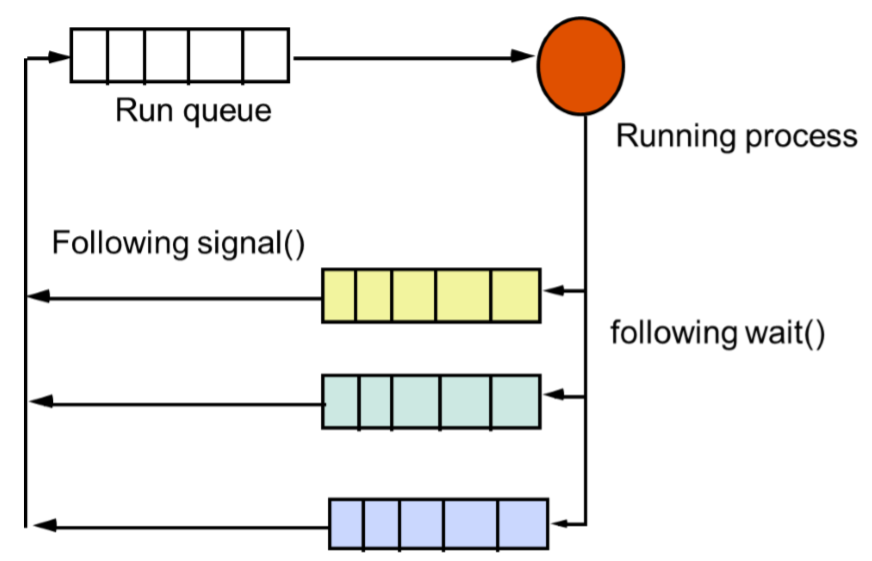 Run queue
Running process
Following signal()
following wait()